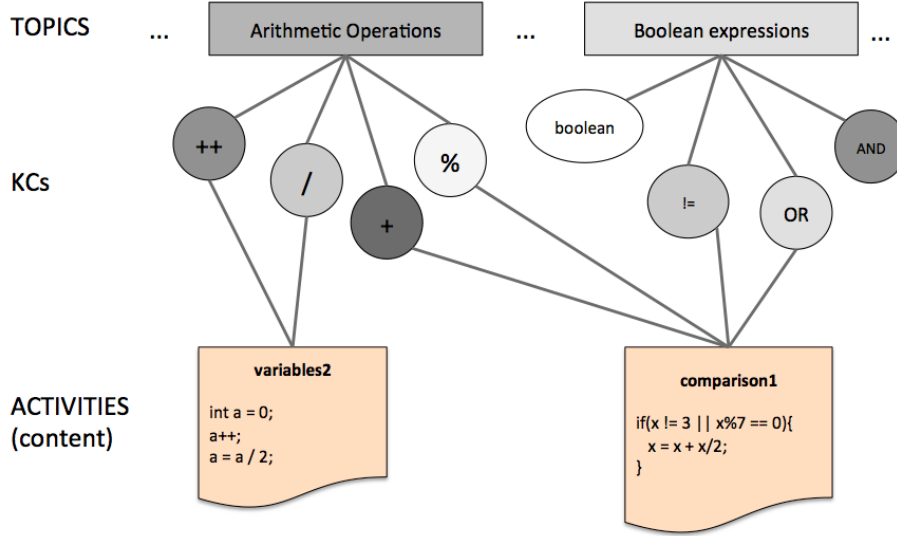 TOPICS
...
Arithmetic Operations
...
Boolean expressions
...
KCs
++
/
+
%
boolean
!=
OR
AND
ACTIVITIES
(content)
variables2
int a = 0;
a++;
a = a / 2;
comparison1
if(x != 3 || x%7 == 0){
x = x + x/2;
}